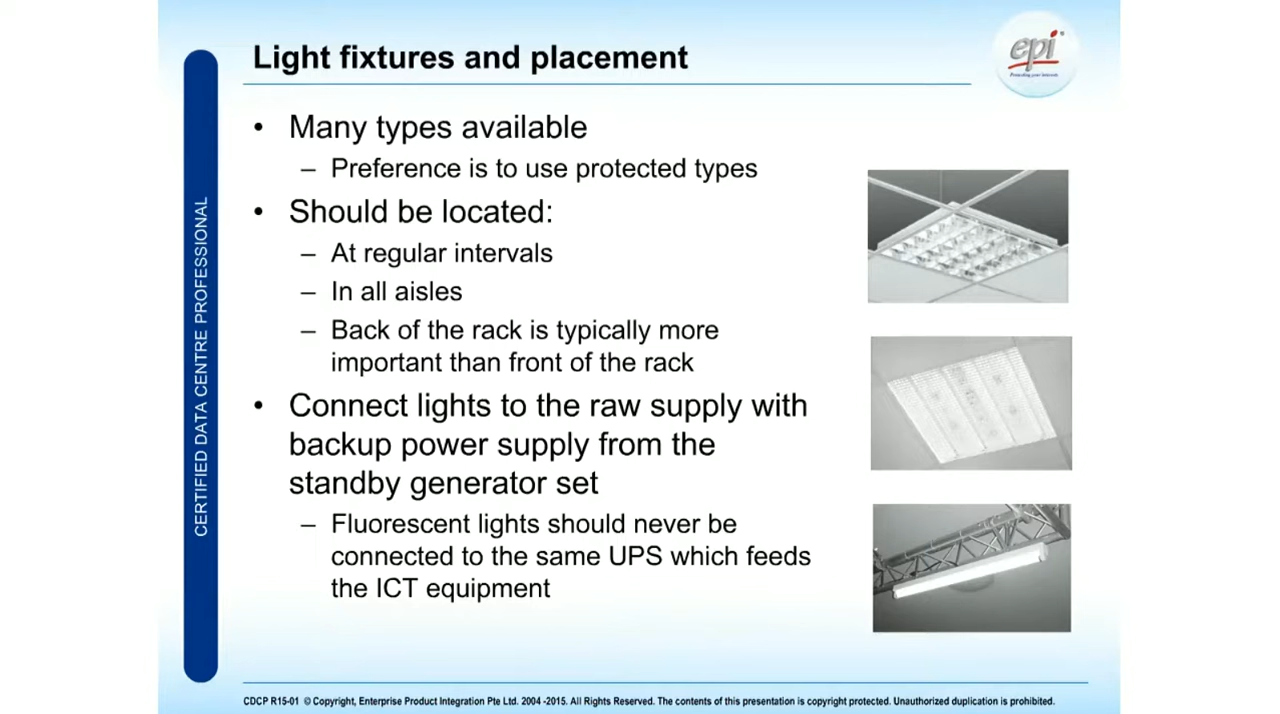 Light fixtures and placement
epi
Protecting your interests
• Many types available
– Preference is to use protected types
• Should be located:
– At regular intervals
– In all aisles
– Back of the rack is typically more
important than front of the rack
• Connect lights to the raw supply with
backup power supply from the
standby generator set
– Fluorescent lights should never be
connected to the same UPS which feeds
the ICT equipment
CERTIFIED DATA CENTRE PROFESSIONAL
CDCP R15-01 © Copyright, Enterprise Product Integration Pte Ltd. 2004 -2015. All Rights Reserved. The contents of this presentation is copyright protected. Unauthorized duplication is prohibited.